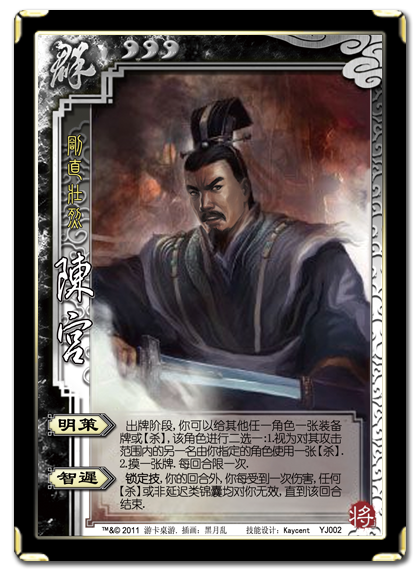 群
剛直壯烈
陳宮
明策
出牌阶段,你可以给其他任一角色一张装备
牌或【杀】,该角色进行二选一:1.视为对其攻击
范围内的另一名由你指定的角色使用一张【杀】.
2.摸一张牌.每回合限一次.
智遲
锁定技,你的回合外,你每受到一次伤害,任何
【杀】或非延迟类锦囊均对你无效,直到该回合
结束.
将
™&© 2011 游卡桌游.插画:黑月乱 技能设计:Kaycent YJ002